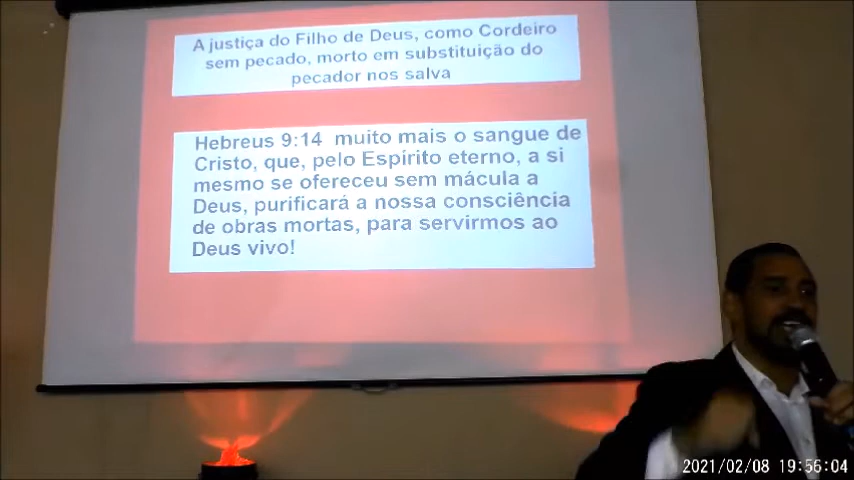 A justiça do Filho de Deus, como Cordeiro
sem pecado, morto em substituição do
pecador nos salva
Hebreus 9:14 muito mais o sangue de
Cristo, que, pelo Espírito eterno, a si
mesmo se ofereceu sem mácula a
Deus, purificará a nossa consciência
de obras mortas, para servirmos ao
Deus vivo!
2021/02/08 19:56:04